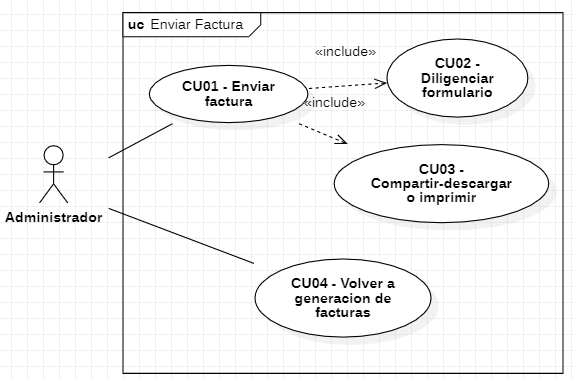 uc Enviar Factura
«include»
CU02 -
Diligenciar
formulario
CU01 - Enviar
factura
«include»
CU03 -
Compartir-descargar
o imprimir
Administrador
CU04 - Volver a
generacion de
facturas